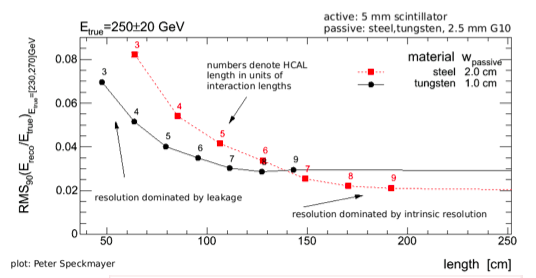 E_true=250±20 GeV
active: 5 mm scintillator
passive: steel,tungsten, 2.5 mm G10
RMS90(Ereco/Etrue)Etrue=[230,270]GeV
0.08
0.06
0.04
0.02
0
3
4
5
6
7
8
9
3
4
5
6
7
8
9
numbers denote HCAL
length in units of
interaction lengths
material wpassive
steel 2.0 cm
tungsten 1.0 cm
resolution dominated by leakage
resolution dominated by intrinsic resolution
50 100 150 200 250
plot: Peter Speckmayer
length [cm]